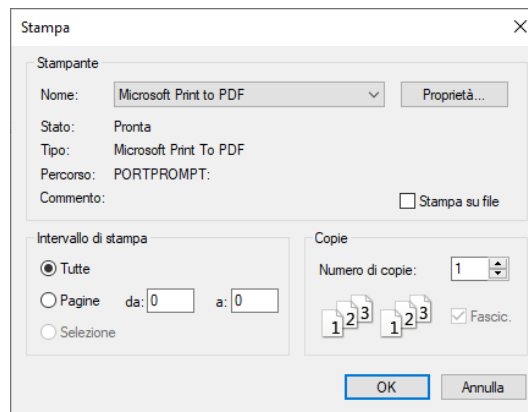 Stampa
Stampante
Nome: Microsoft Print to PDF Proprietà...
Stato: Pronta
Tipo: Microsoft Print To PDF
Percorso: PORTPROMPT:
Commento: Stampa su file
Intervallo di stampa
Tutte
Pagine da: 0 a: 0
Selezione
Copie
Numero di copie: 1
1 2 3 1 2 3 Fascic.
OK Annulla